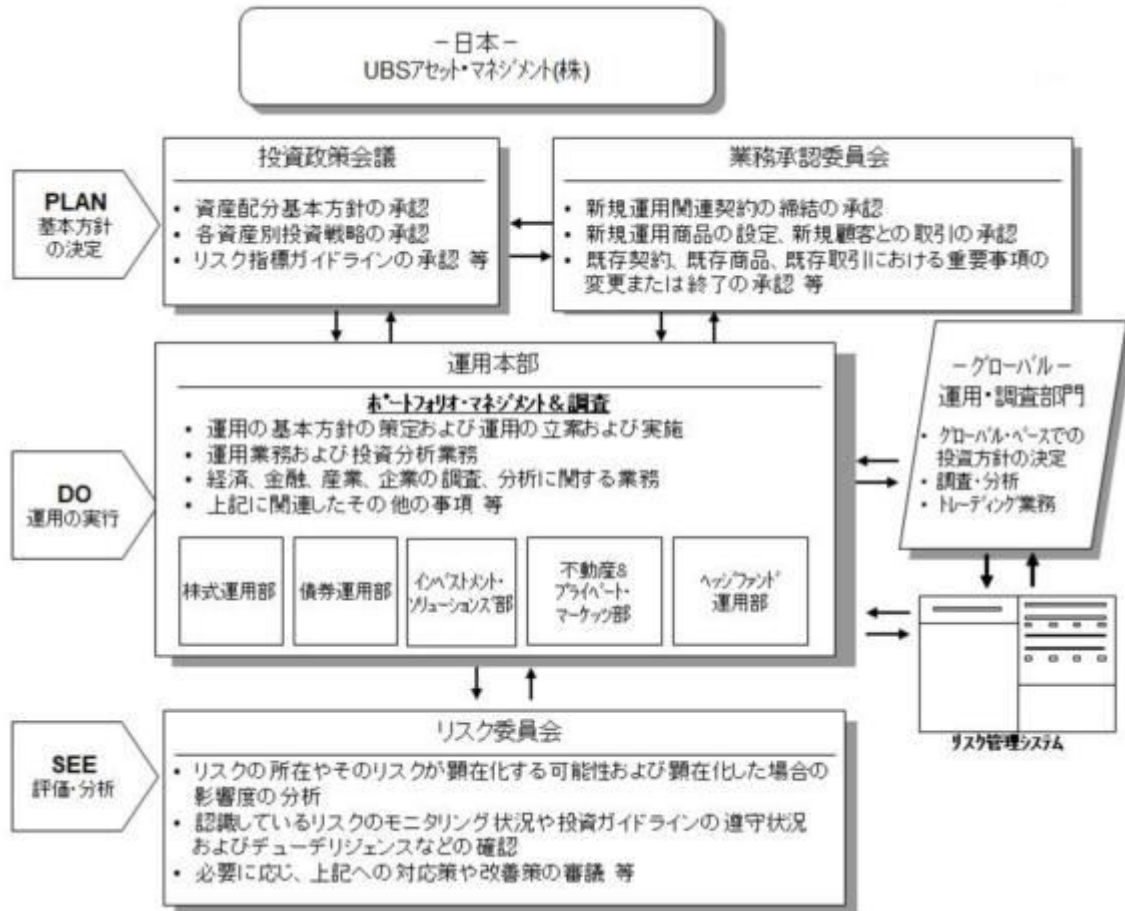 －日本－
UBSアセット・マネジメント(株)
PLAN
基本方針
の決定
投資政策会議
・ 資産配分基本方針の承認
・ 各資産別投資戦略の承認
・ リスク指標ガイドラインの承認 等
業務承認委員会
・ 新規運用関連契約の締結の承認
・ 新規運用商品の設定、新規顧客との取引の承認
・ 既存契約、既存商品、既存取引における重要事項の
変更または終了の承認 等
DO
運用の実行
運用本部
ポートフォリオ・マネジメント＆調査
・ 運用の基本方針の策定および運用の立案および実施
・ 運用業務および投資分析業務
・ 経済、金融、産業、企業の調査、分析に関する業務
・ 上記に関連したその他の事項 等
株式運用部
債券運用部
インベストメント・
ソリューションズ部
不動産＆
プライベート・
マーケッツ部
ヘッジファンド
運用部
－グローバル－
運用・調査部門
・ グローバル・ベースでの
投資方針の決定
・ 調査・分析
・ トレーディング業務
リスク管理システム
SEE
評価・分析
リスク委員会
・ リスクの所在やそのリスクが顕在化する可能性および顕在化した場合の
影響度の分析
・ 認識しているリスクのモニタリング状況や投資ガイドラインの遵守状況
およびデューデリジェンスなどの確認
・ 必要に応じ、上記への対応策や改善策の審議 等